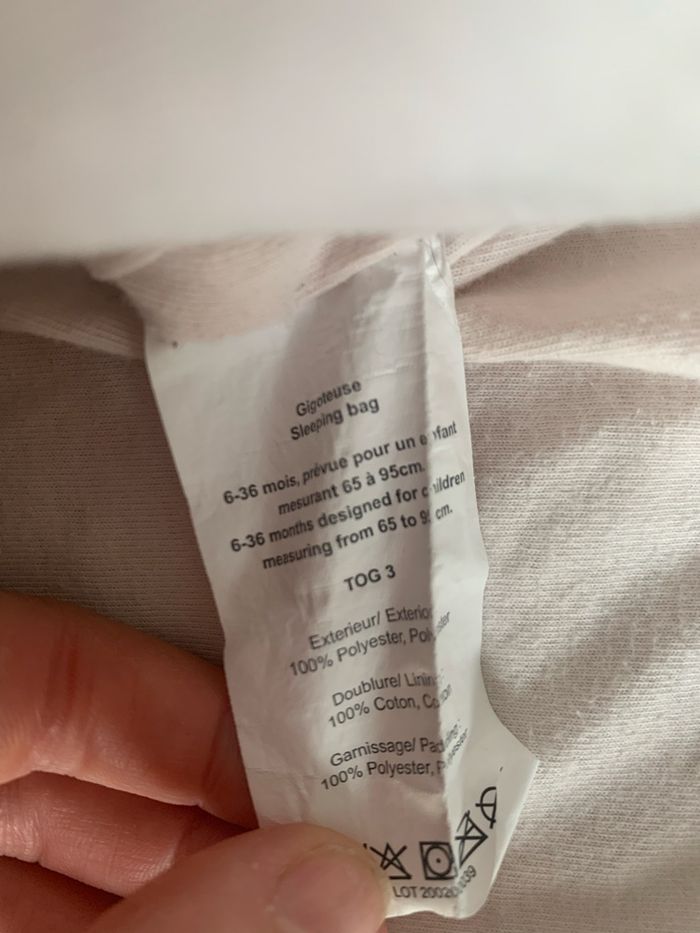 Gigoteuse
Sleeping bag
6-36 mois, prévue pour un enfant
mesurant 65 à 95cm.
6-36 months designed for children
measuring from 65 to 95 cm.
TOG 3
Exterieur/ Exterior
100% Polyester, Polyester
Doublure/ Lining :
100% Coton, Cotton
Garnissage/ Padding :
100% Polyester, Polyester
LOT